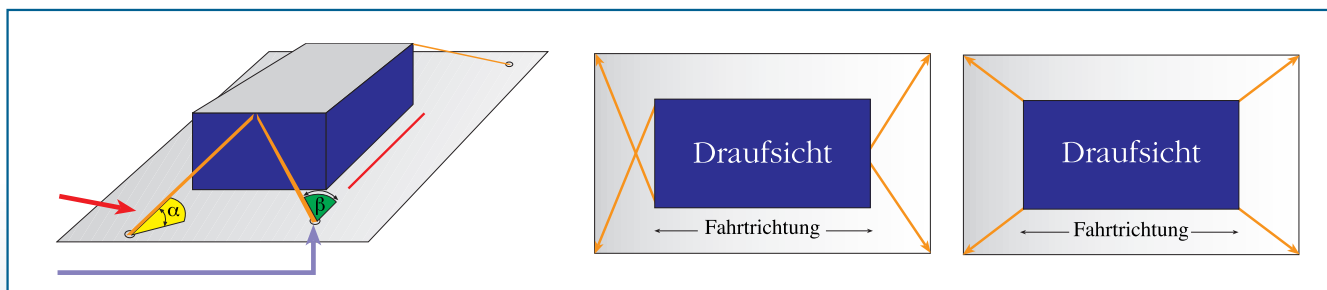 α
β
Draufsicht
Fahrtrichtung
Draufsicht
Fahrtrichtung